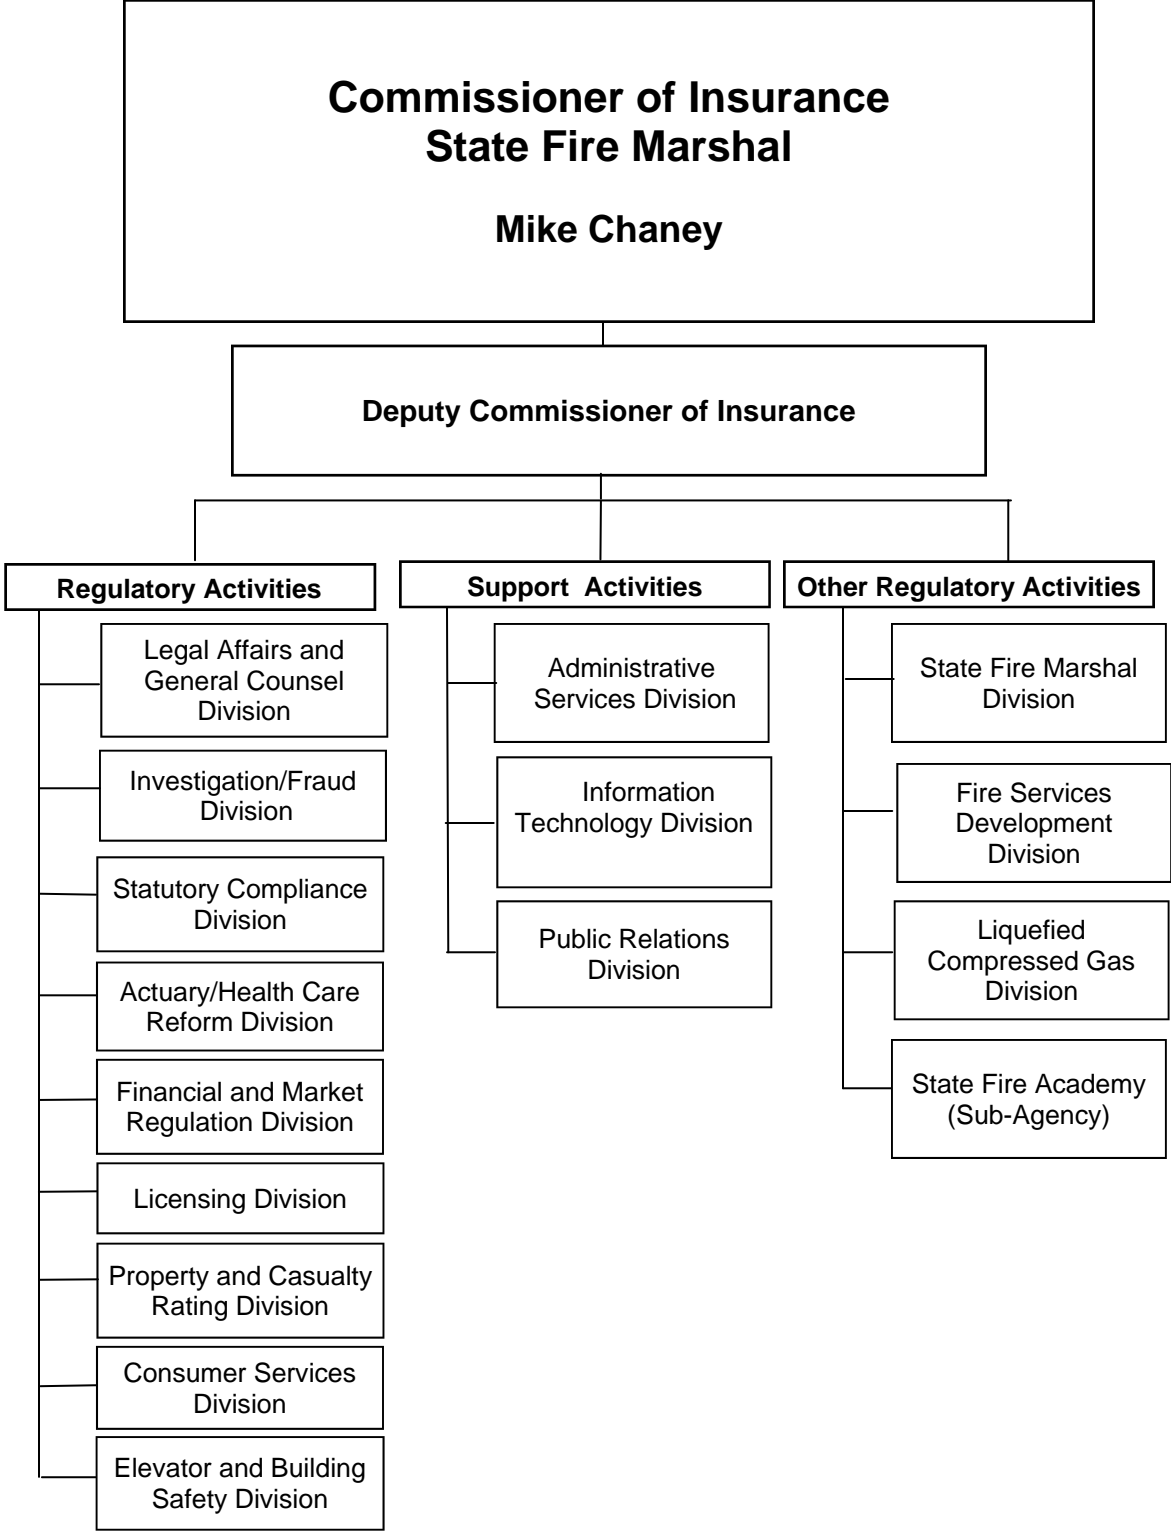 Commissioner of Insurance
State Fire Marshal
Mike Chaney
Deputy Commissioner of Insurance
Regulatory Activities
Legal Affairs and
General Counsel
Division
Investigation/Fraud
Division
Statutory Compliance
Division
Actuary/Health Care
Reform Division
Financial and Market
Regulation Division
Licensing Division
Property and Casualty
Rating Division
Consumer Services
Division
Elevator and Building
Safety Division
Support Activities
Administrative
Services Division
Information
Technology Division
Public Relations
Division
Other Regulatory Activities
State Fire Marshal
Division
Fire Services
Development
Division
Liquefied
Compressed Gas
Division
State Fire Academy
(Sub-Agency)